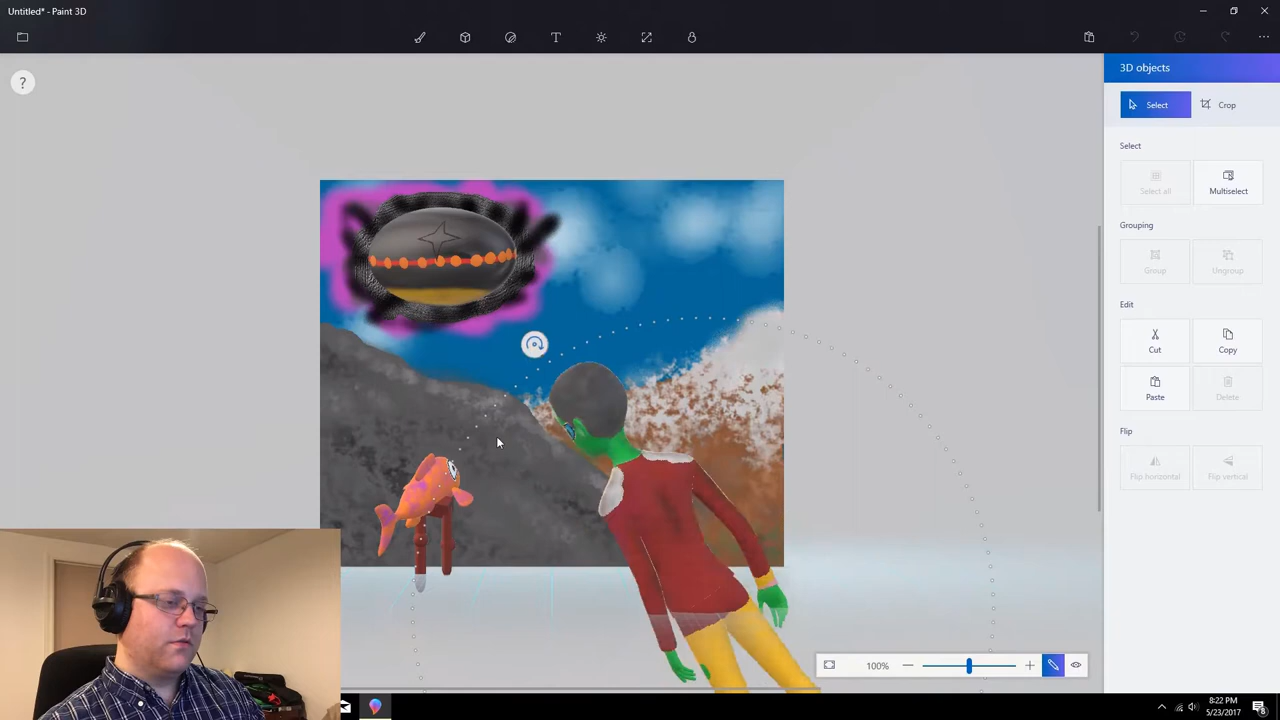 Untitled* - Paint 3D
?
3D objects
Select
Crop
Select
Select all
Multiselect
Grouping
Group
Ungroup
Edit
Cut
Copy
Paste
Delete
Flip
Flip horizontal
Flip vertical
100%
8:22 PM
5/23/2017
8